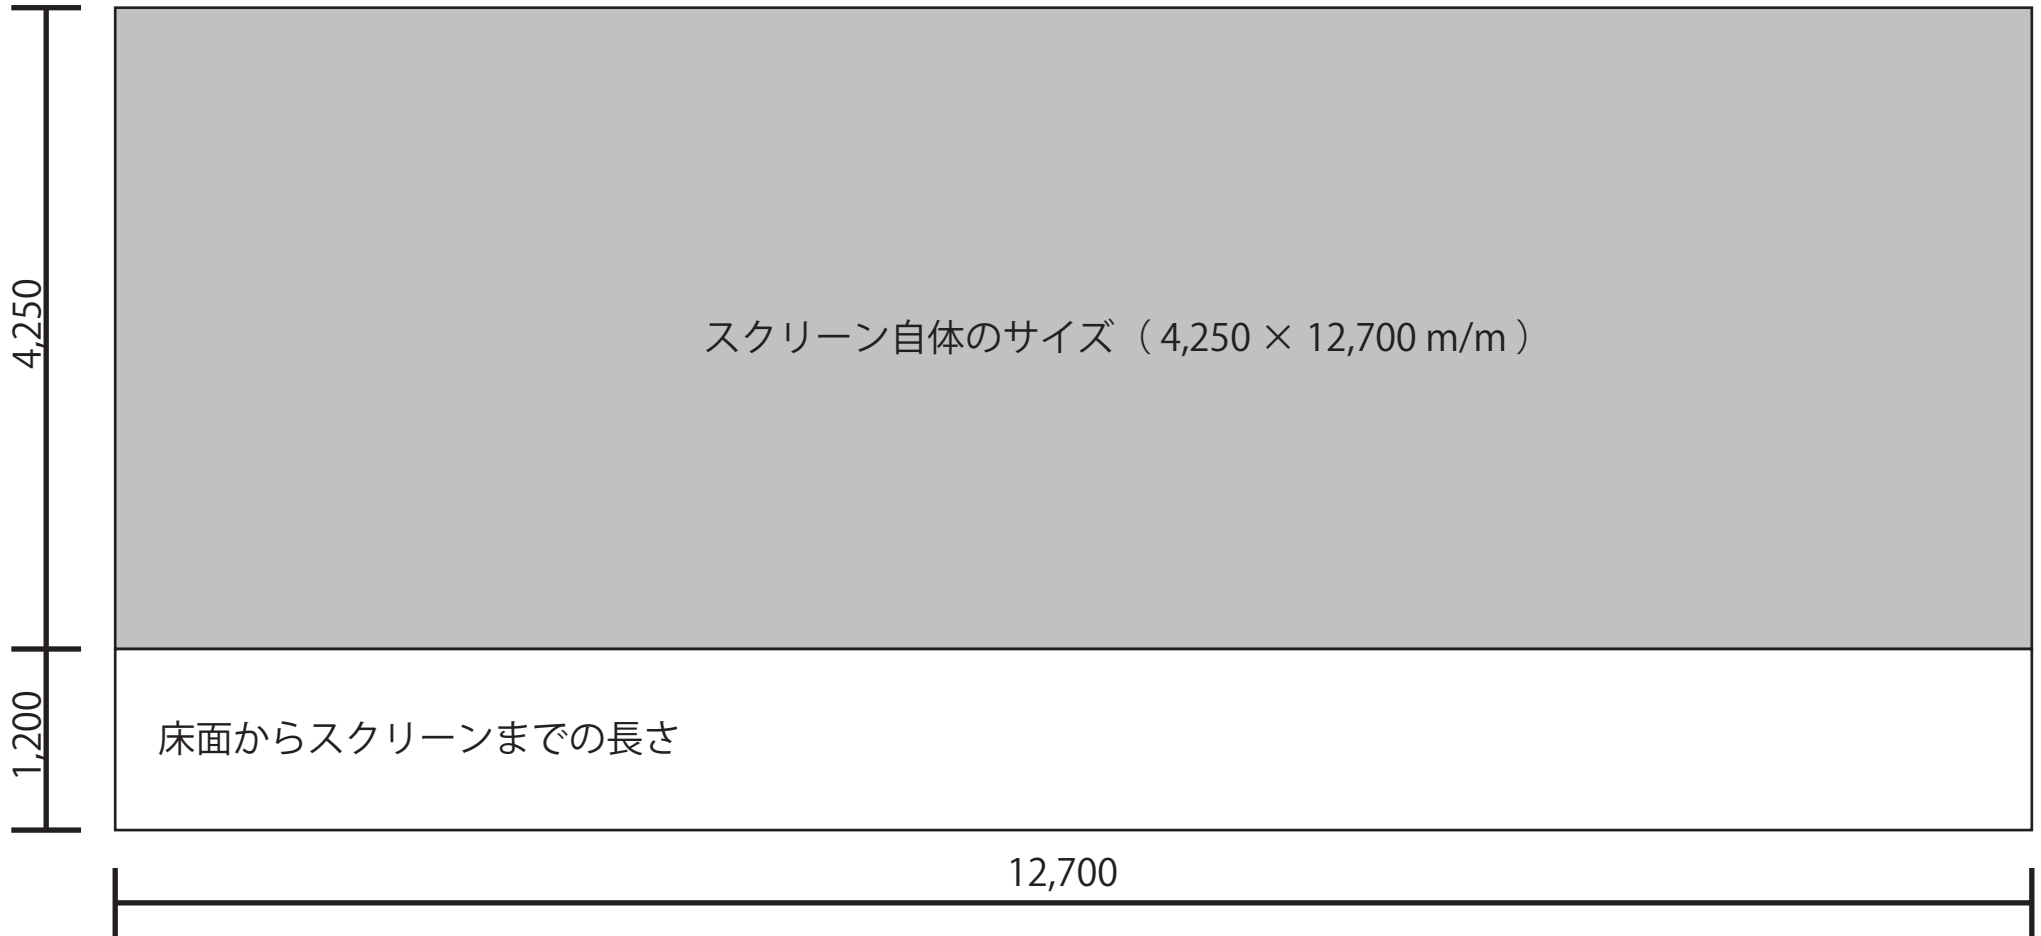 4,250
スクリーン自体のサイズ（ 4,250 × 12,700 m/m ）
1,200
床面からスクリーンまでの長さ
12,700